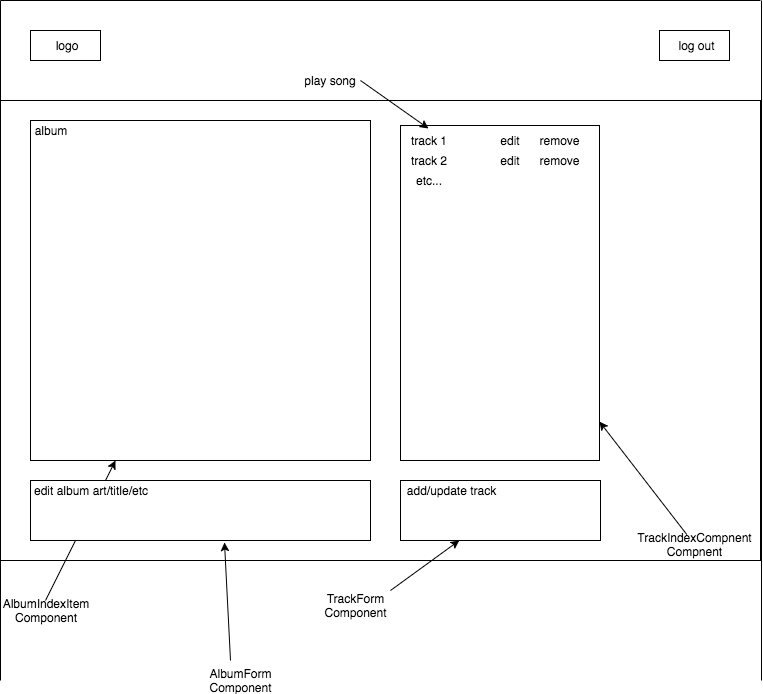 logo
log out
play song
album
track 1 edit remove
track 2 edit remove
etc...
edit album art/title/etc
add/update track
TrackIndexCompnent
Compnent
AlbumIndexItem
Component
TrackForm
Component
AlbumForm
Component